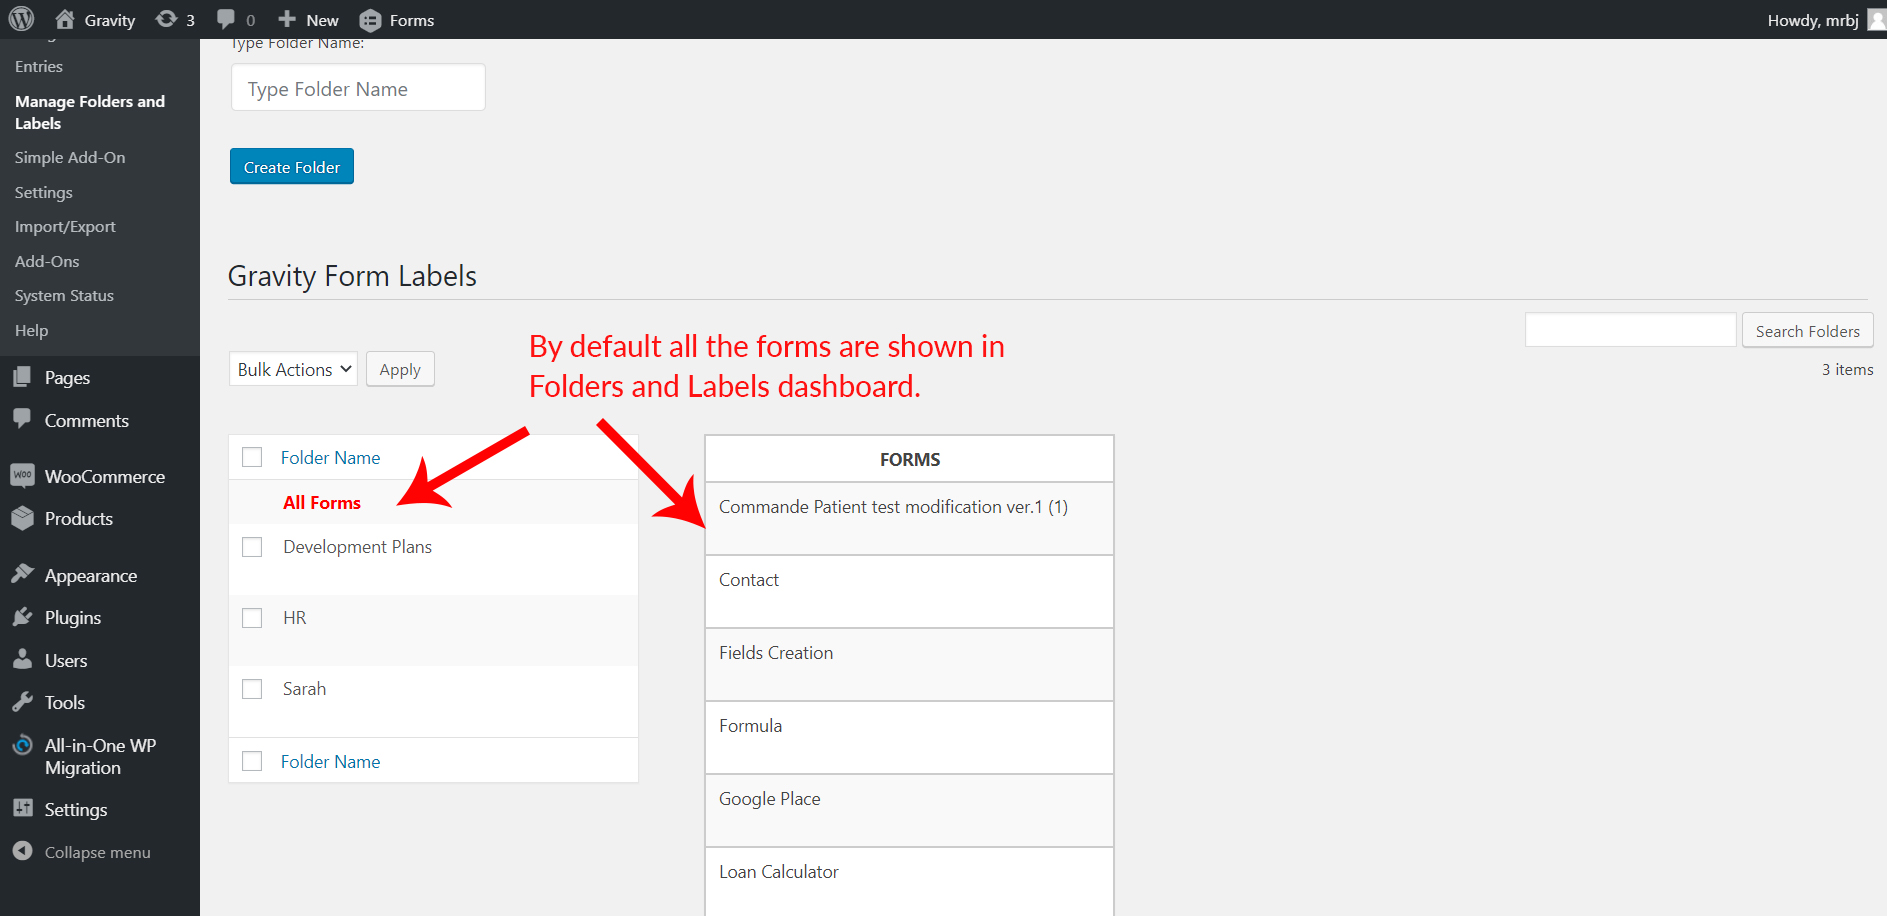 Gravity
3
0
New
Forms
Howdy, mrbj
Entries
Manage Folders and
Labels
Simple Add-On
Settings
Import/Export
Add-Ons
System Status
Help
Pages
Comments
WooCommerce
Products
Appearance
Plugins
Users
Tools
All-in-One WP
Migration
Settings
Collapse menu
Type Folder Name:
Type Folder Name
Create Folder
Gravity Form Labels
Search Folders
By default all the forms are shown in
Folders and Labels dashboard.
Bulk Actions
Apply
3 items
Folder Name
All Forms
Development Plans
HR
Sarah
Folder Name
FORMS
Commande Patient test modification ver.1 (1)
Contact
Fields Creation
Formula
Google Place
Loan Calculator